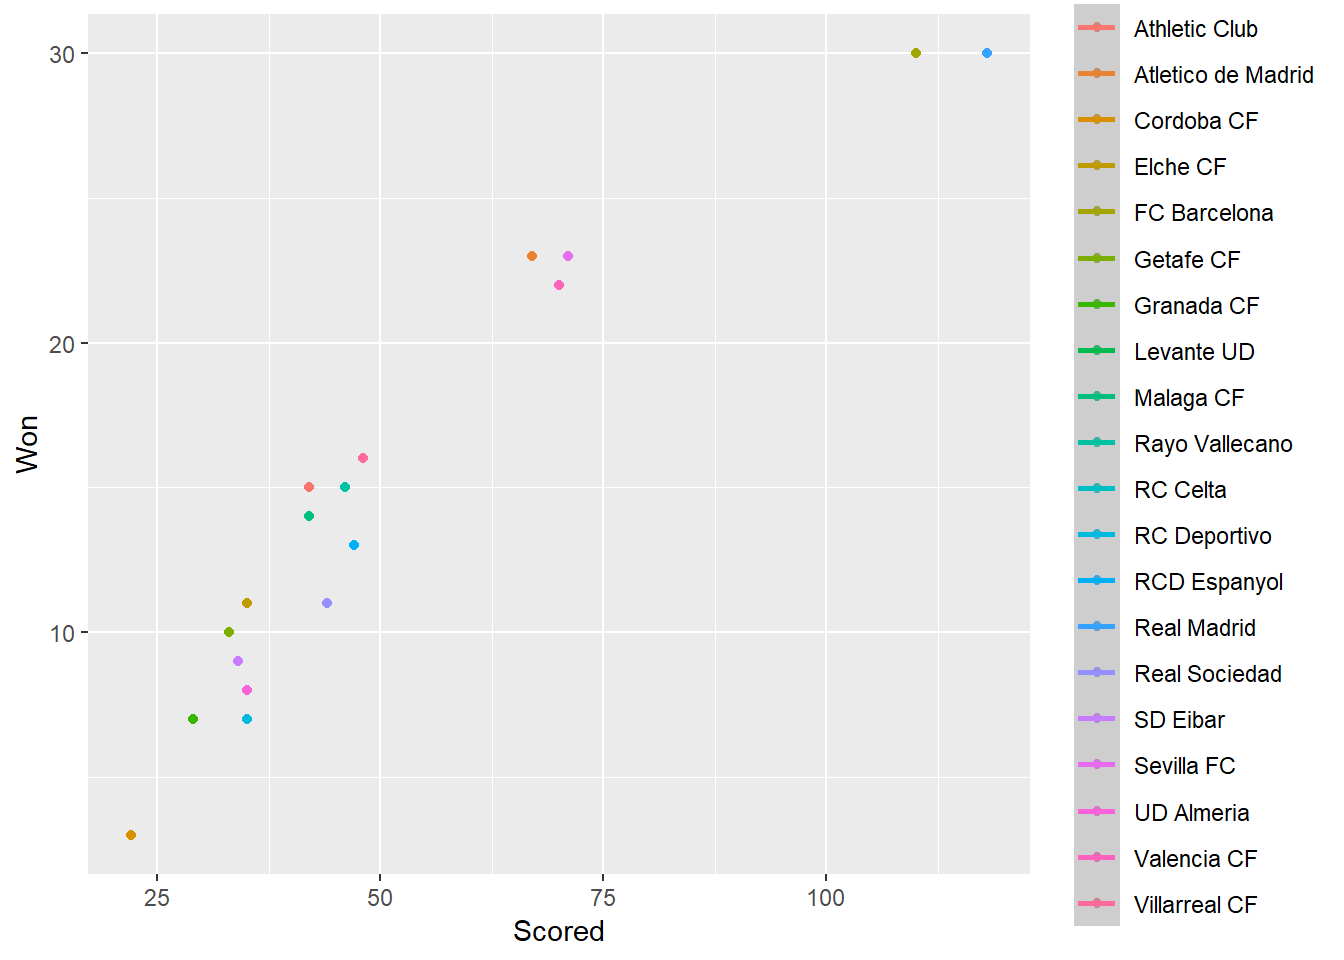 30
20
10
Won
25 50 75 100
Scored
Athletic Club
Atletico de Madrid
Cordoba CF
Elche CF
FC Barcelona
Getafe CF
Granada CF
Levante UD
Malaga CF
Rayo Vallecano
RC Celta
RC Deportivo
RCD Espanyol
Real Madrid
Real Sociedad
SD Eibar
Sevilla FC
UD Almeria
Valencia CF
Villarreal CF